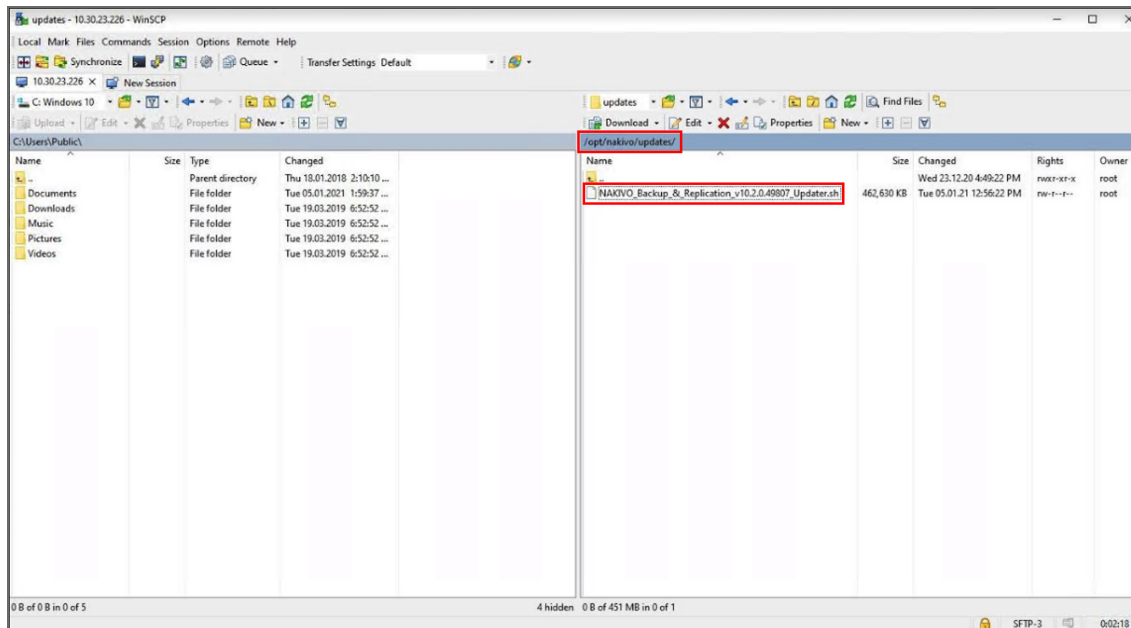 updates - 10.30.23.226 - WinSCP
Local Mark Files Commands Session Options Remote Help
Synchronize Queue Transfer Settings Default
10.30.23.226 New Session
C: Windows 10 updates Find Files
Upload Edit Properties New Download Edit Properties New
C:\Users\Public\ /opt/nakivo/updates/
Name Size Type Changed Name Size Changed Rights Owner
.. Parent directory Thu 18.01.2018 2:10:10 ... .. Wed 23.12.20 4:49:22 PM rwxr-xr-x root
Documents File folder Tue 05.01.2021 1:59:37 ... NAKIVO_Backup_&_Replication_v10.2.0.49807_Updater.sh 462,630 KB Tue 05.01.21 12:56:22 PM rw-r--r-- root
Downloads File folder Tue 19.03.2019 6:52:52 ...
Music File folder Tue 19.03.2019 6:52:52 ...
Pictures File folder Tue 19.03.2019 6:52:52 ...
Videos File folder Tue 19.03.2019 6:52:52 ...
0 B of 0 B in 0 of 5 4 hidden 0 B of 451 MB in 0 of 1
SFTP-3 0:02:18